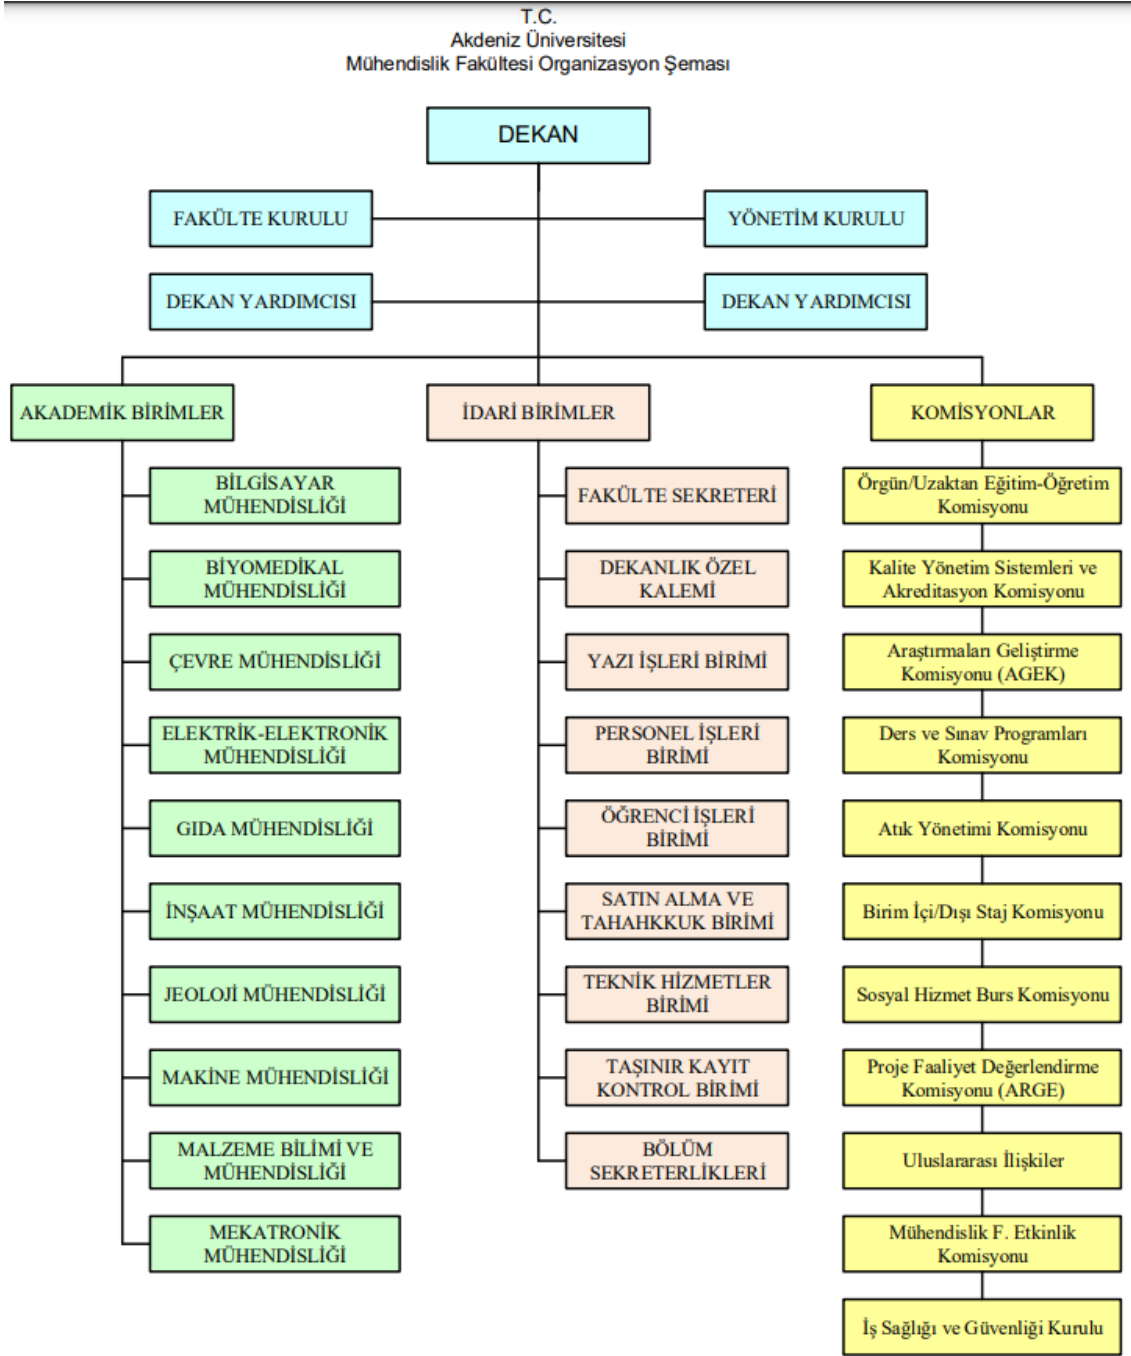 T.C.
Akdeniz Üniversitesi
Mühendislik Fakültesi Organizasyon Şeması
DEKAN
FAKÜLTE KURULU
YÖNETİM KURULU
DEKAN YARDIMCISI
DEKAN YARDIMCISI
AKADEMİK BİRİMLER
BİLGİSAYAR
MÜHENDİSLİĞİ
BİYOMEDİKAL
MÜHENDİSLİĞİ
ÇEVRE MÜHENDİSLİĞİ
ELEKTRİK-ELEKTRONİK
MÜHENDİSLİĞİ
GIDA MÜHENDİSLİĞİ
İNŞAAT MÜHENDİSLİĞİ
JEOLOJİ MÜHENDİSLİĞİ
MAKİNE MÜHENDİSLİĞİ
MALZEME BİLİMİ VE
MÜHENDİSLİĞİ
MEKATRONİK
MÜHENDİSLİĞİ
İDARİ BİRİMLER
FAKÜLTE SEKRETERİ
DEKANLIK ÖZEL
KALEMİ
YAZI İŞLERİ BİRİMİ
PERSONEL İŞLERİ
BİRİMİ
ÖĞRENCİ İŞLERİ
BİRİMİ
SATIN ALMA VE
TAHAHKKUK BİRİMİ
TEKNİK HİZMETLER
BİRİMİ
TAŞINIR KAYIT
KONTROL BİRİMİ
BÖLÜM
SEKRETERLİKLERİ
KOMİSYONLAR
Örgün/Uzaktan Eğitim-Öğretim
Komisyonu
Kalite Yönetim Sistemleri ve
Akreditasyon Komisyonu
Araştırmaları Geliştirme
Komisyonu (AGEK)
Ders ve Sınav Programları
Komisyonu
Atık Yönetimi Komisyonu
Birim İçi/Dışı Staj Komisyonu
Sosyal Hizmet Burs Komisyonu
Proje Faaliyet Değerlendirme
Komisyonu (ARGE)
Uluslararası İlişkiler
Mühendislik F. Etkinlik
Komisyonu
İş Sağlığı ve Güvenliği Kurulu